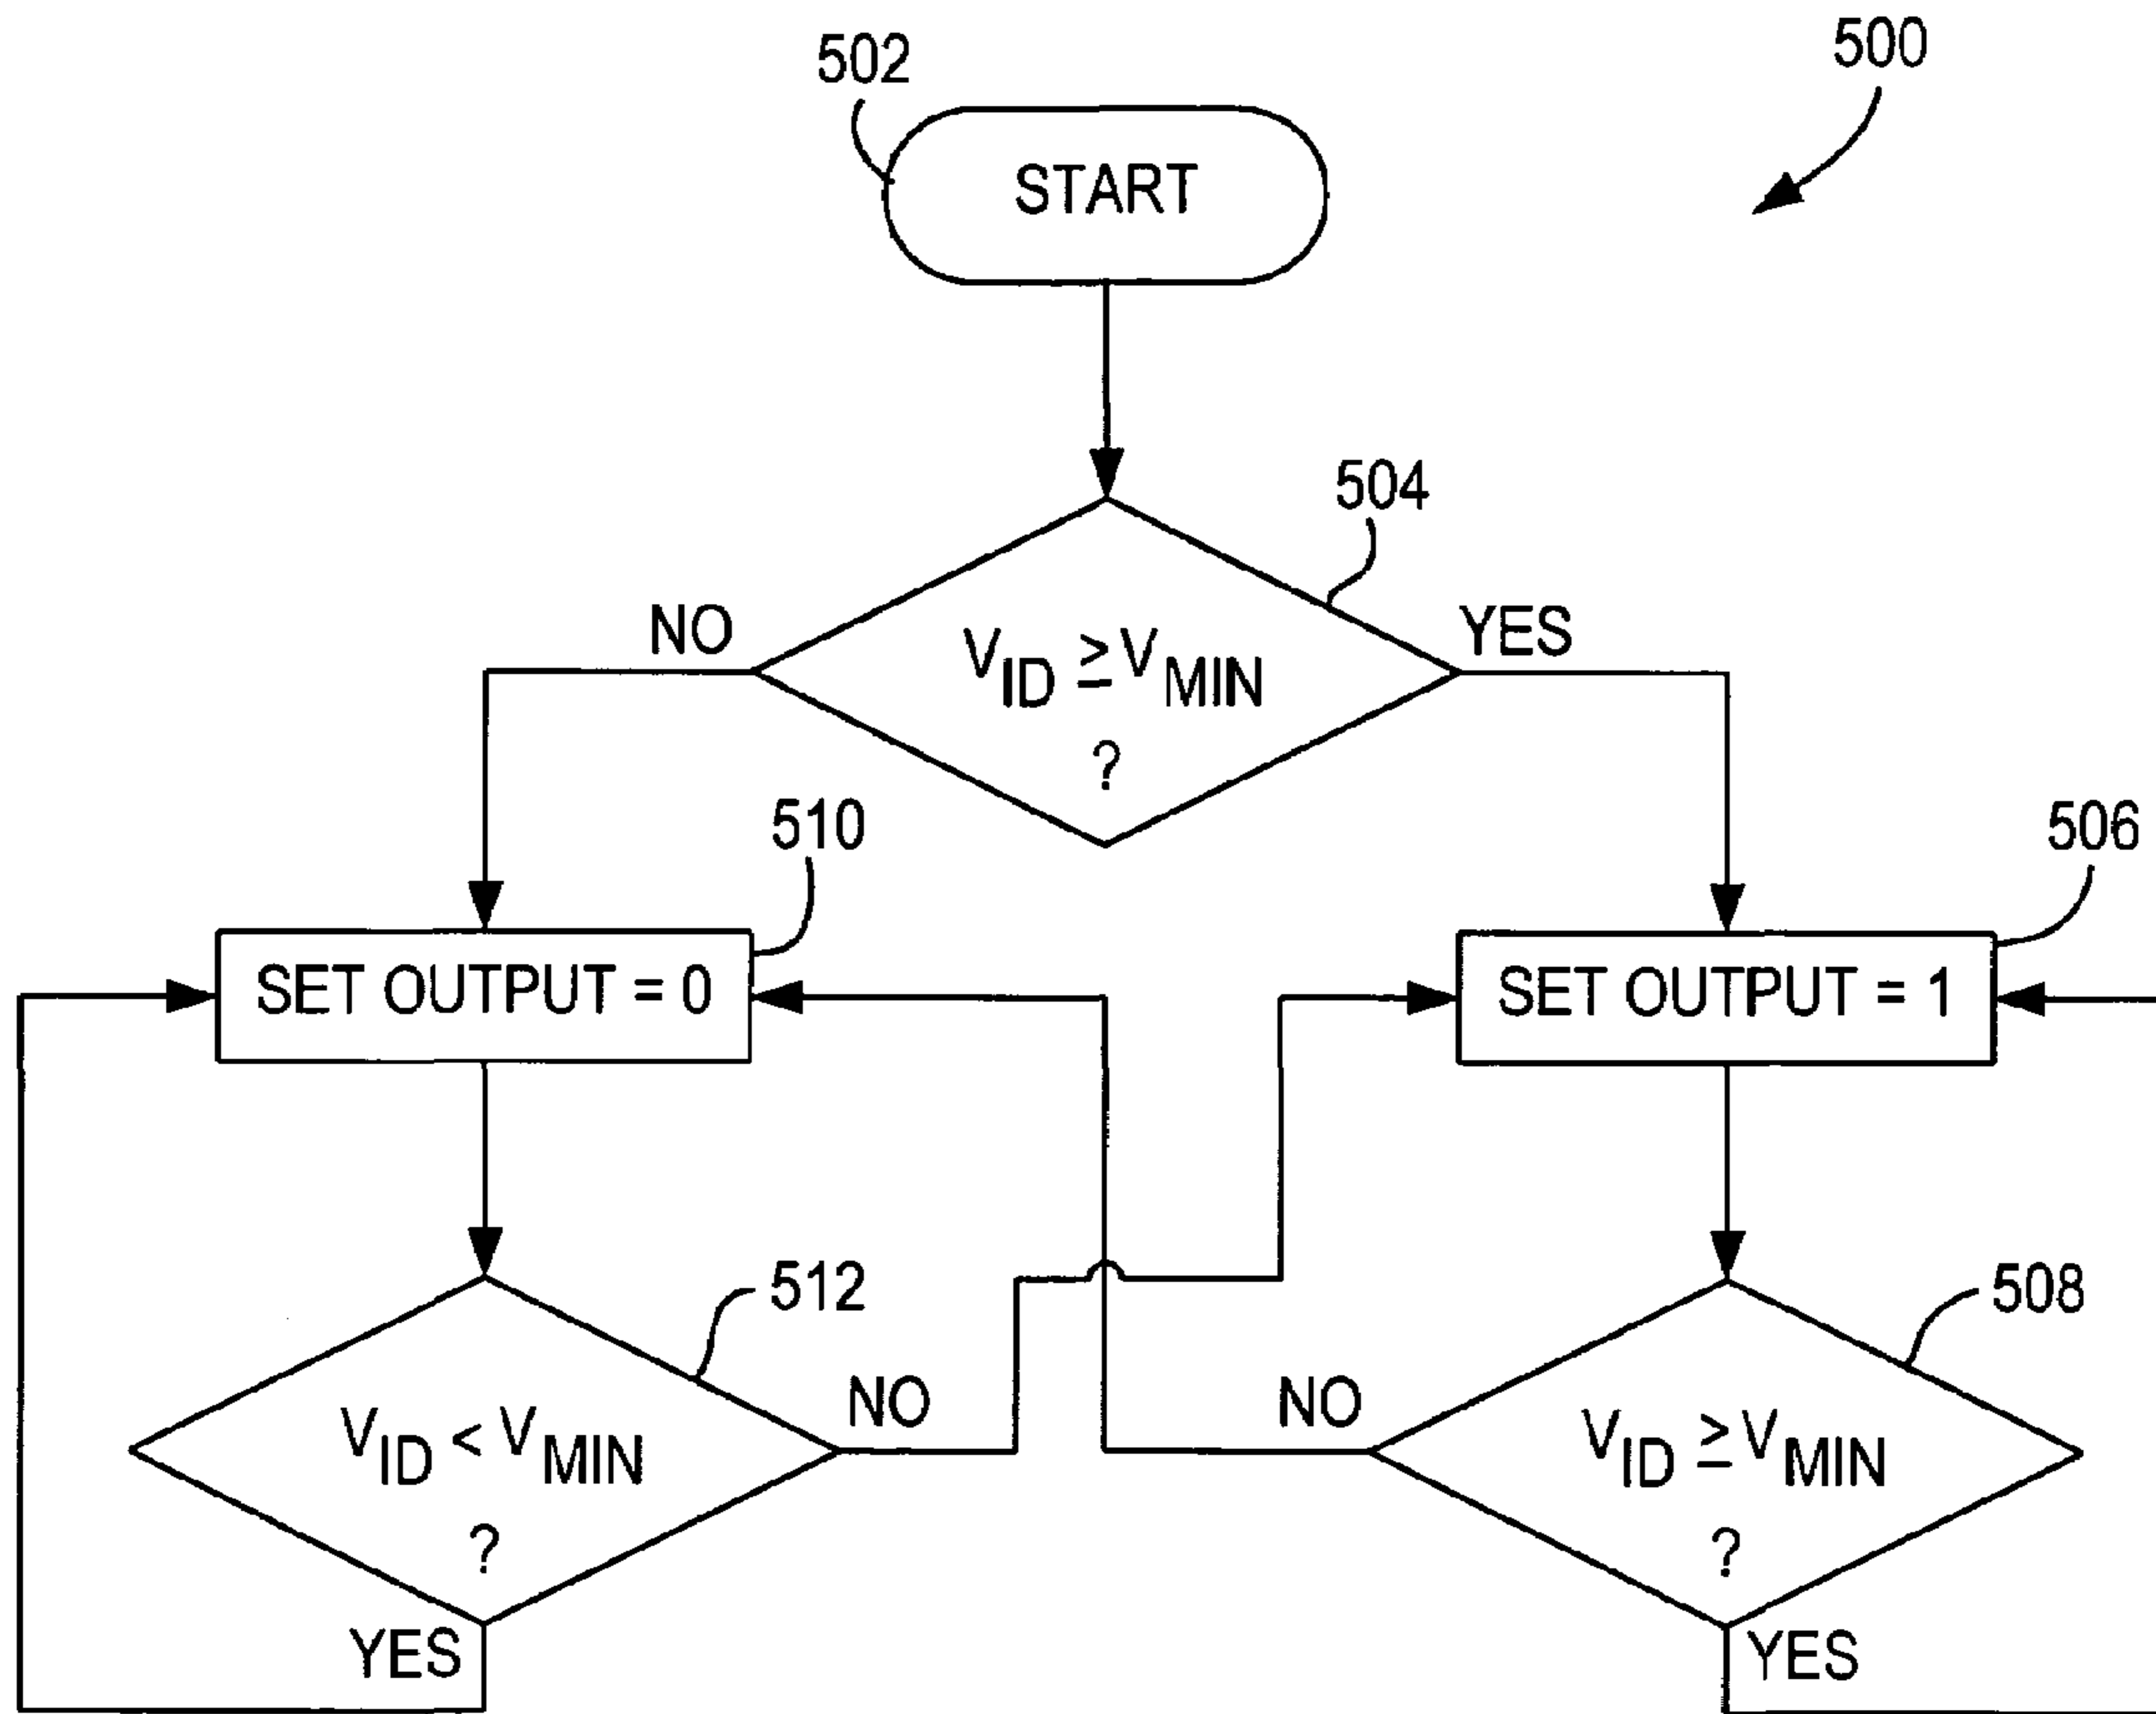 500
502
START
504
NO
YES
V_ID ≥ V_MIN
?
510
506
SET OUTPUT = 0
SET OUTPUT = 1
512
508
NO
NO
V_ID < V_MIN
?
V_ID ≥ V_MIN
?
YES
YES